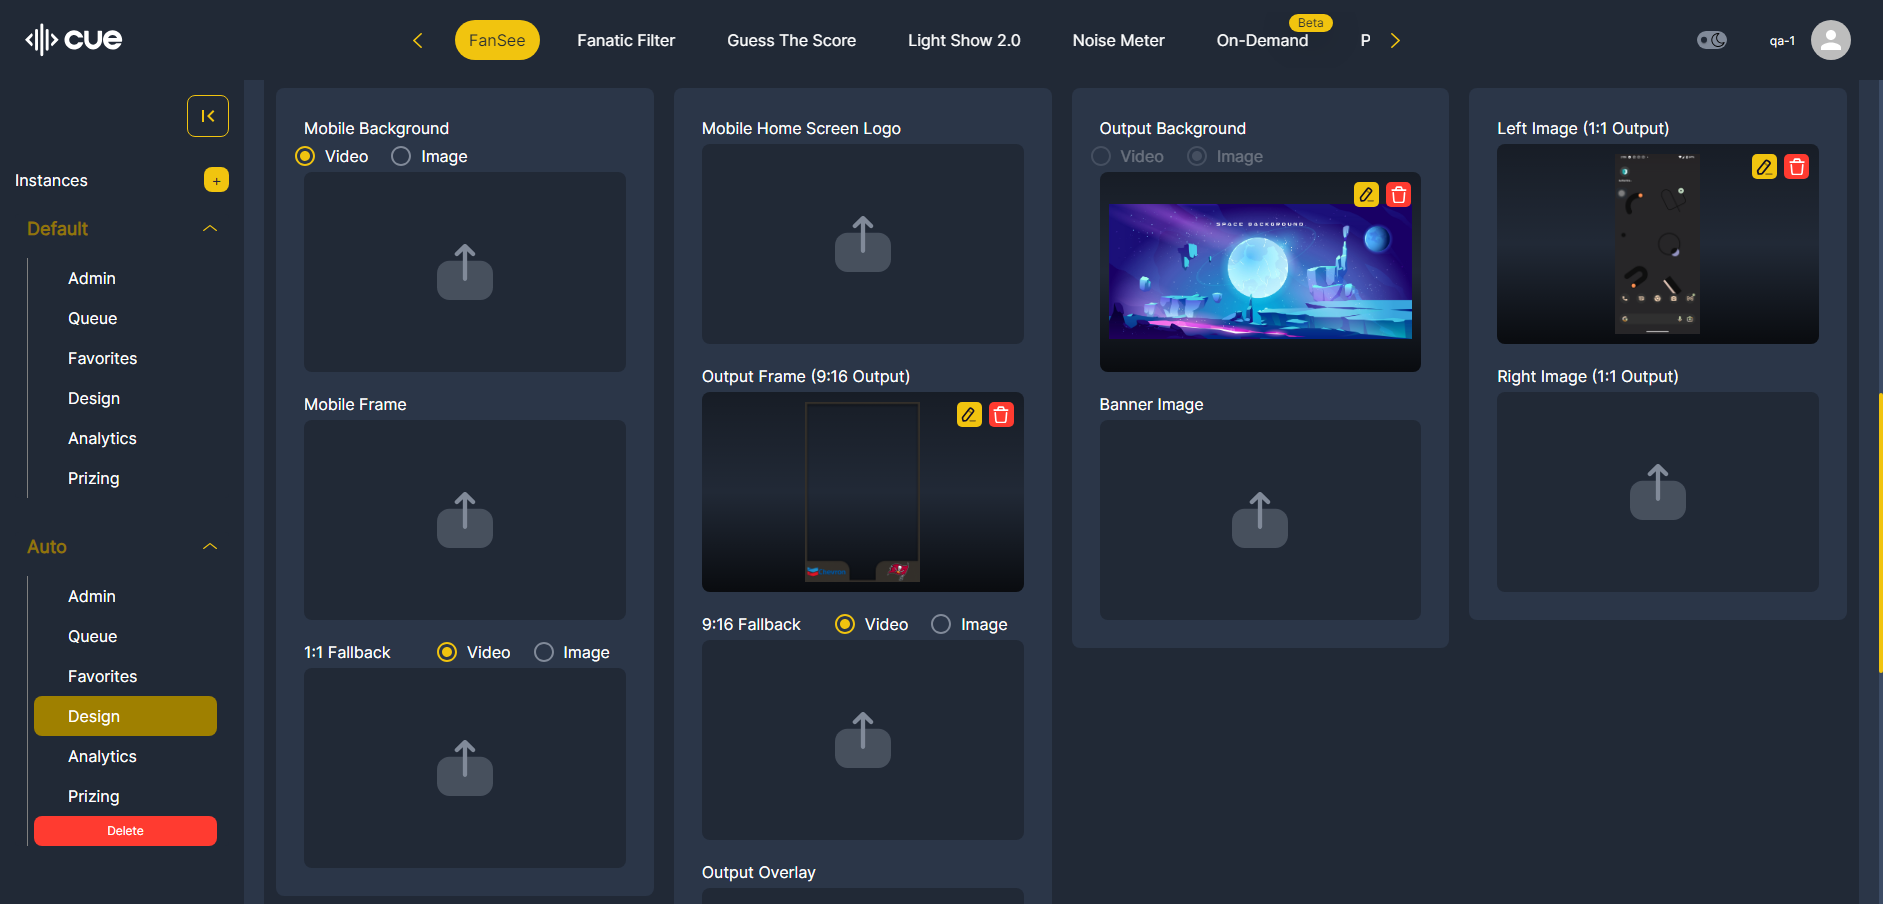 cue
FanSee
Fanatic Filter
Guess The Score
Light Show 2.0
Noise Meter
On-Demand
Beta
P
qa-1
Instances
+
Default
Admin
Queue
Favorites
Design
Analytics
Prizing
Auto
Admin
Queue
Favorites
Design
Analytics
Prizing
Delete
Mobile Background
Video Image
Mobile Frame
1:1 Fallback Video Image
Mobile Home Screen Logo
Output Frame (9:16 Output)
9:16 Fallback Video Image
Output Overlay
Output Background
Video Image
SPACE BACKGROUND
Banner Image
Left Image (1:1 Output)
Right Image (1:1 Output)